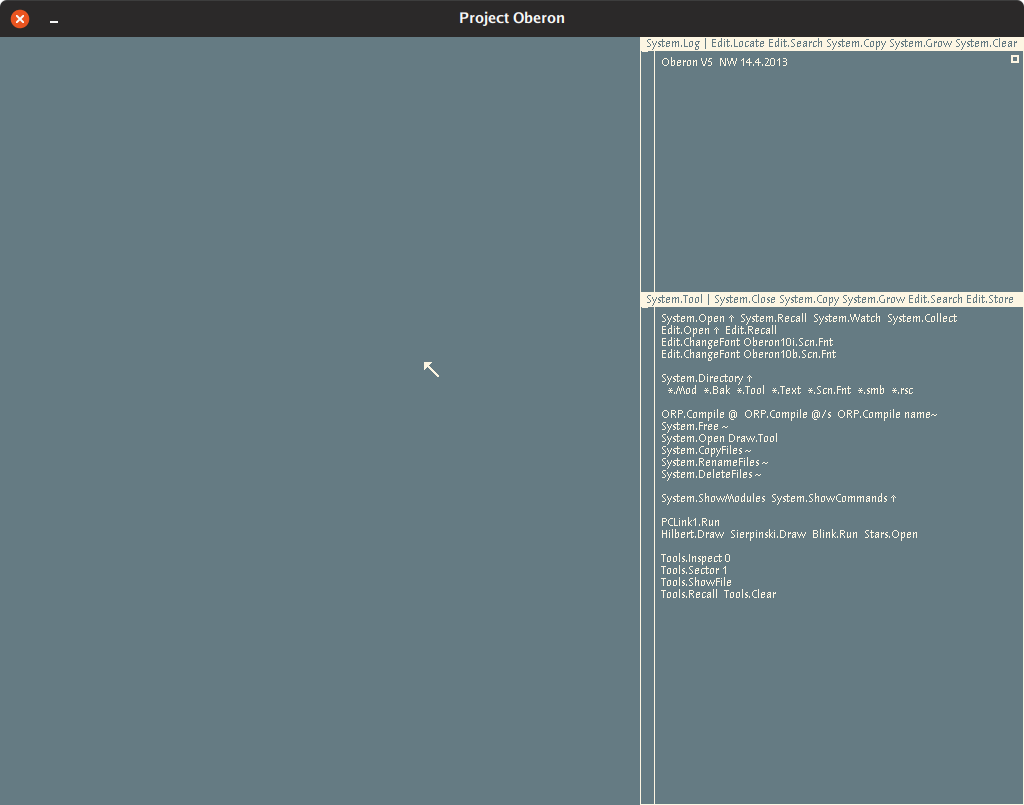 Project Oberon
System.Log | Edit.Locate Edit.Search System.Copy System.Grow System.Clear
Oberon V5  NW 14.4.2013
System.Tool | System.Close System.Copy System.Grow Edit.Search Edit.Store
System.Open ↑  System.Recall  System.Watch  System.Collect
Edit.Open ↑  Edit.Recall
Edit.ChangeFont Oberon10i.Scn.Fnt
Edit.ChangeFont Oberon10b.Scn.Fnt
System.Directory ↑
*.Mod  *.Bak  *.Tool  *.Text  *.Scn.Fnt  *.smb  *.rsc
ORP.Compile @  ORP.Compile @/s  ORP.Compile name~
System.Free ~
System.Open Draw.Tool
System.CopyFiles ~
System.RenameFiles ~
System.DeleteFiles ~
System.ShowModules  System.ShowCommands ↑
PCLink1.Run
Hilbert.Draw  Sierpinski.Draw  Blink.Run  Stars.Open
Tools.Inspect 0
Tools.Sector 1
Tools.ShowFile
Tools.Recall  Tools.Clear